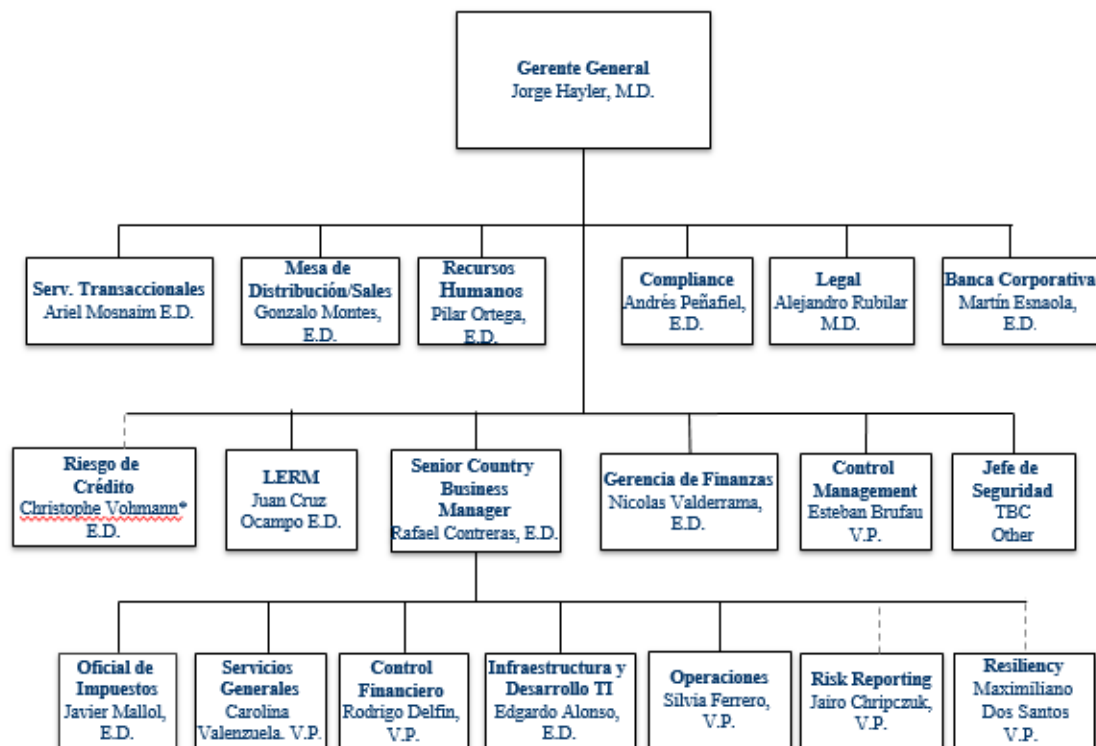 Gerente General
Jorge Hayler, M.D.
Serv. Transaccionales
Ariel Mosnaim E.D.
Mesa de
Distribución/Sales
Gonzalo Montes,
E.D.
Recursos
Humanos
Pilar Ortega,
E.D.
Compliance
Andrés Peñafiel,
E.D.
Legal
Alejandro Rubilar
M.D.
Banca Corporativa
Martín Esnaola,
E.D.
Riesgo de
Crédito
Christophe Vohmann*
E.D.
LERM
Juan Cruz
Ocampo E.D.
Senior Country
Business
Manager
Rafael Contreras, E.D.
Gerencia de Finanzas
Nicolas Valderrama,
E.D.
Control
Management
Esteban Brufau
V.P.
Jefe de
Seguridad
TBC
Other
Oficial de
Impuestos
Javier Mallol,
E.D.
Servicios
Generales
Carolina
Valenzuela. V.P.
Control
Financiero
Rodrigo Delfin,
V.P.
Infraestructura y
Desarrollo TI
Edgardo Alonso,
E.D.
Operaciones
Silvia Ferrero,
V.P.
Risk Reporting
Jairo Chripczuk,
V.P.
Resiliency
Maximiliano
Dos Santos
V.P.